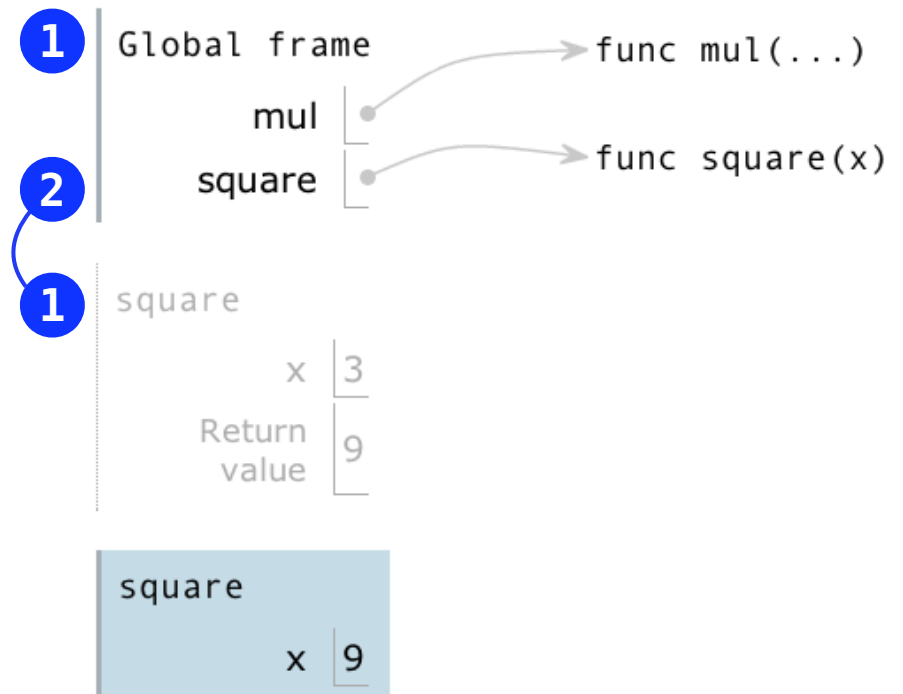 1 Global frame func mul(...)
mul
func square(x)
2 square
1 square
x 3
Return
value 9
square
x 9